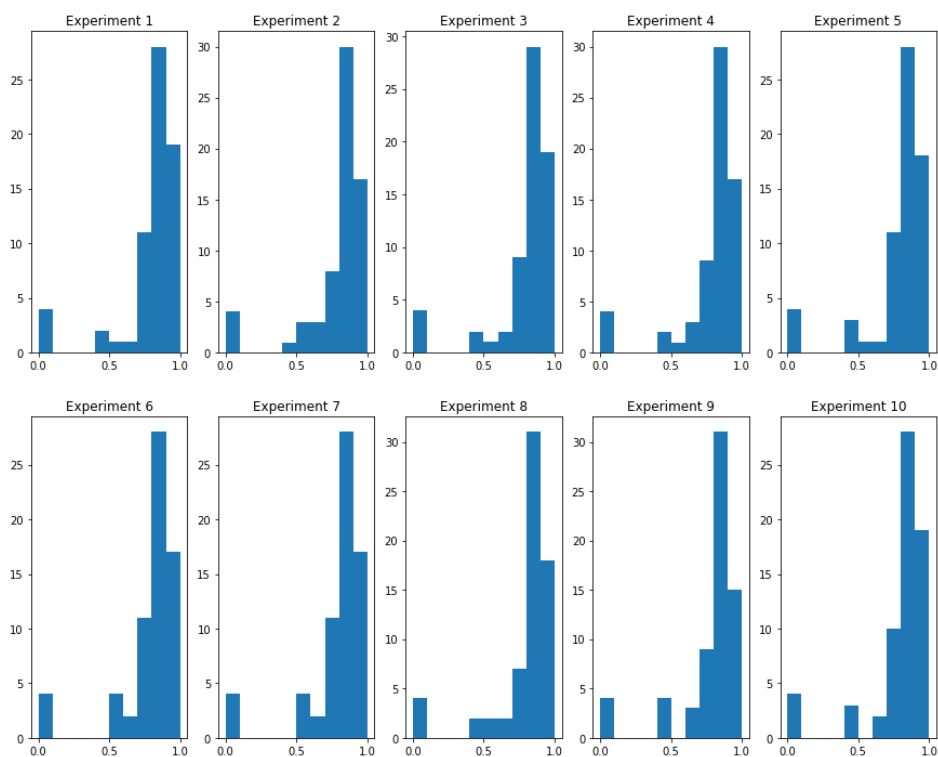 Experiment 1 Experiment 2 Experiment 3 Experiment 4 Experiment 5
25 30 30 30 25
20 25 25 25 20
15 20 20 20 15
10 15 15 15 10
5 10 10 10 5
0 5 5 5 0
0 0 0
0.0 0.5 1.0 0.0 0.5 1.0 0.0 0.5 1.0 0.0 0.5 1.0 0.0 0.5 1.0
Experiment 6 Experiment 7 Experiment 8 Experiment 9 Experiment 10
25 25 30 30 25
20 20 25 25 20
15 15 20 20 15
10 10 15 15 10
5 5 10 10 5
0 0 5 5 0
0 0
0.0 0.5 1.0 0.0 0.5 1.0 0.0 0.5 1.0 0.0 0.5 1.0 0.0 0.5 1.0